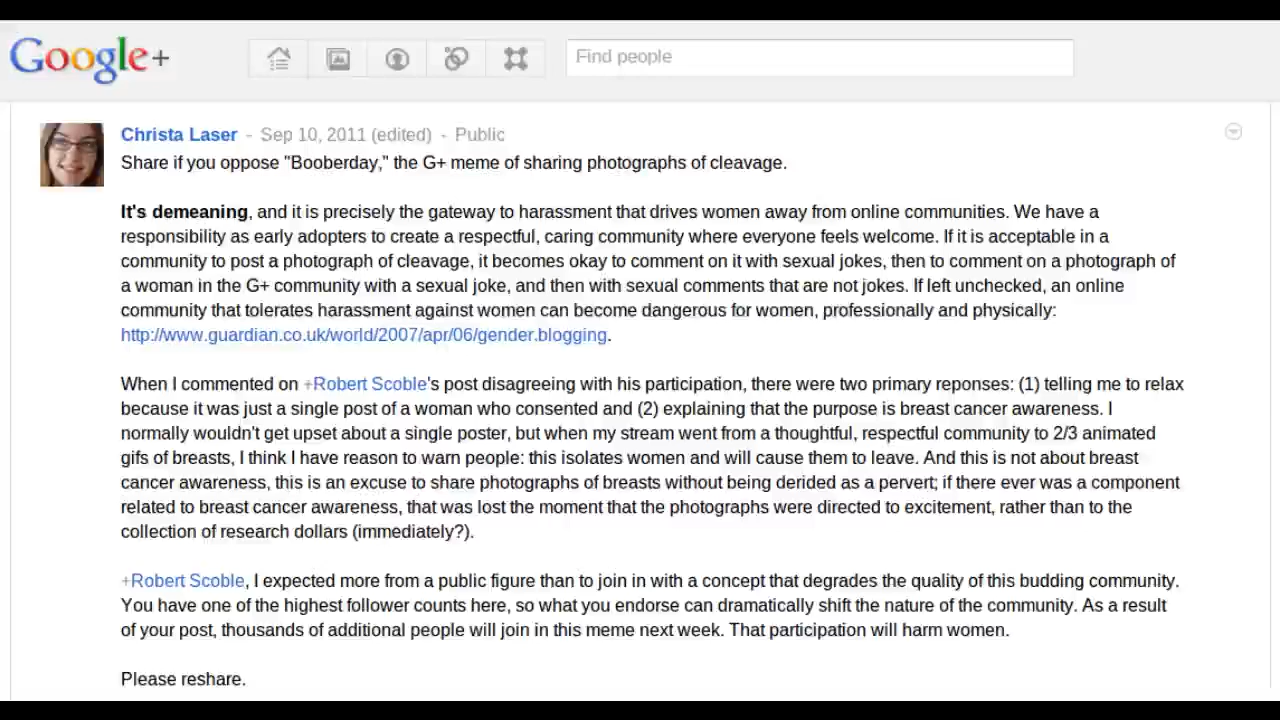 Google+
Find people
Christa Laser - Sep 10, 2011 (edited) - Public
Share if you oppose "Booberday," the G+ meme of sharing photographs of cleavage.
It's demeaning, and it is precisely the gateway to harassment that drives women away from online communities. We have a
responsibility as early adopters to create a respectful, caring community where everyone feels welcome. If it is acceptable in a
community to post a photograph of cleavage, it becomes okay to comment on it with sexual jokes, then to comment on a photograph of
a woman in the G+ community with a sexual joke, and then with sexual comments that are not jokes. If left unchecked, an online
community that tolerates harassment against women can become dangerous for women, professionally and physically:
http://www.guardian.co.uk/world/2007/apr/06/gender.blogging.
When I commented on +Robert Scoble's post disagreeing with his participation, there were two primary reponses: (1) telling me to relax
because it was just a single post of a woman who consented and (2) explaining that the purpose is breast cancer awareness. I
normally wouldn't get upset about a single poster, but when my stream went from a thoughtful, respectful community to 2/3 animated
gifs of breasts, I think I have reason to warn people: this isolates women and will cause them to leave. And this is not about breast
cancer awareness, this is an excuse to share photographs of breasts without being derided as a pervert; if there ever was a component
related to breast cancer awareness, that was lost the moment that the photographs were directed to excitement, rather than to the
collection of research dollars (immediately?).
+Robert Scoble, I expected more from a public figure than to join in with a concept that degrades the quality of this budding community.
You have one of the highest follower counts here, so what you endorse can dramatically shift the nature of the community. As a result
of your post, thousands of additional people will join in this meme next week. That participation will harm women.
Please reshare.